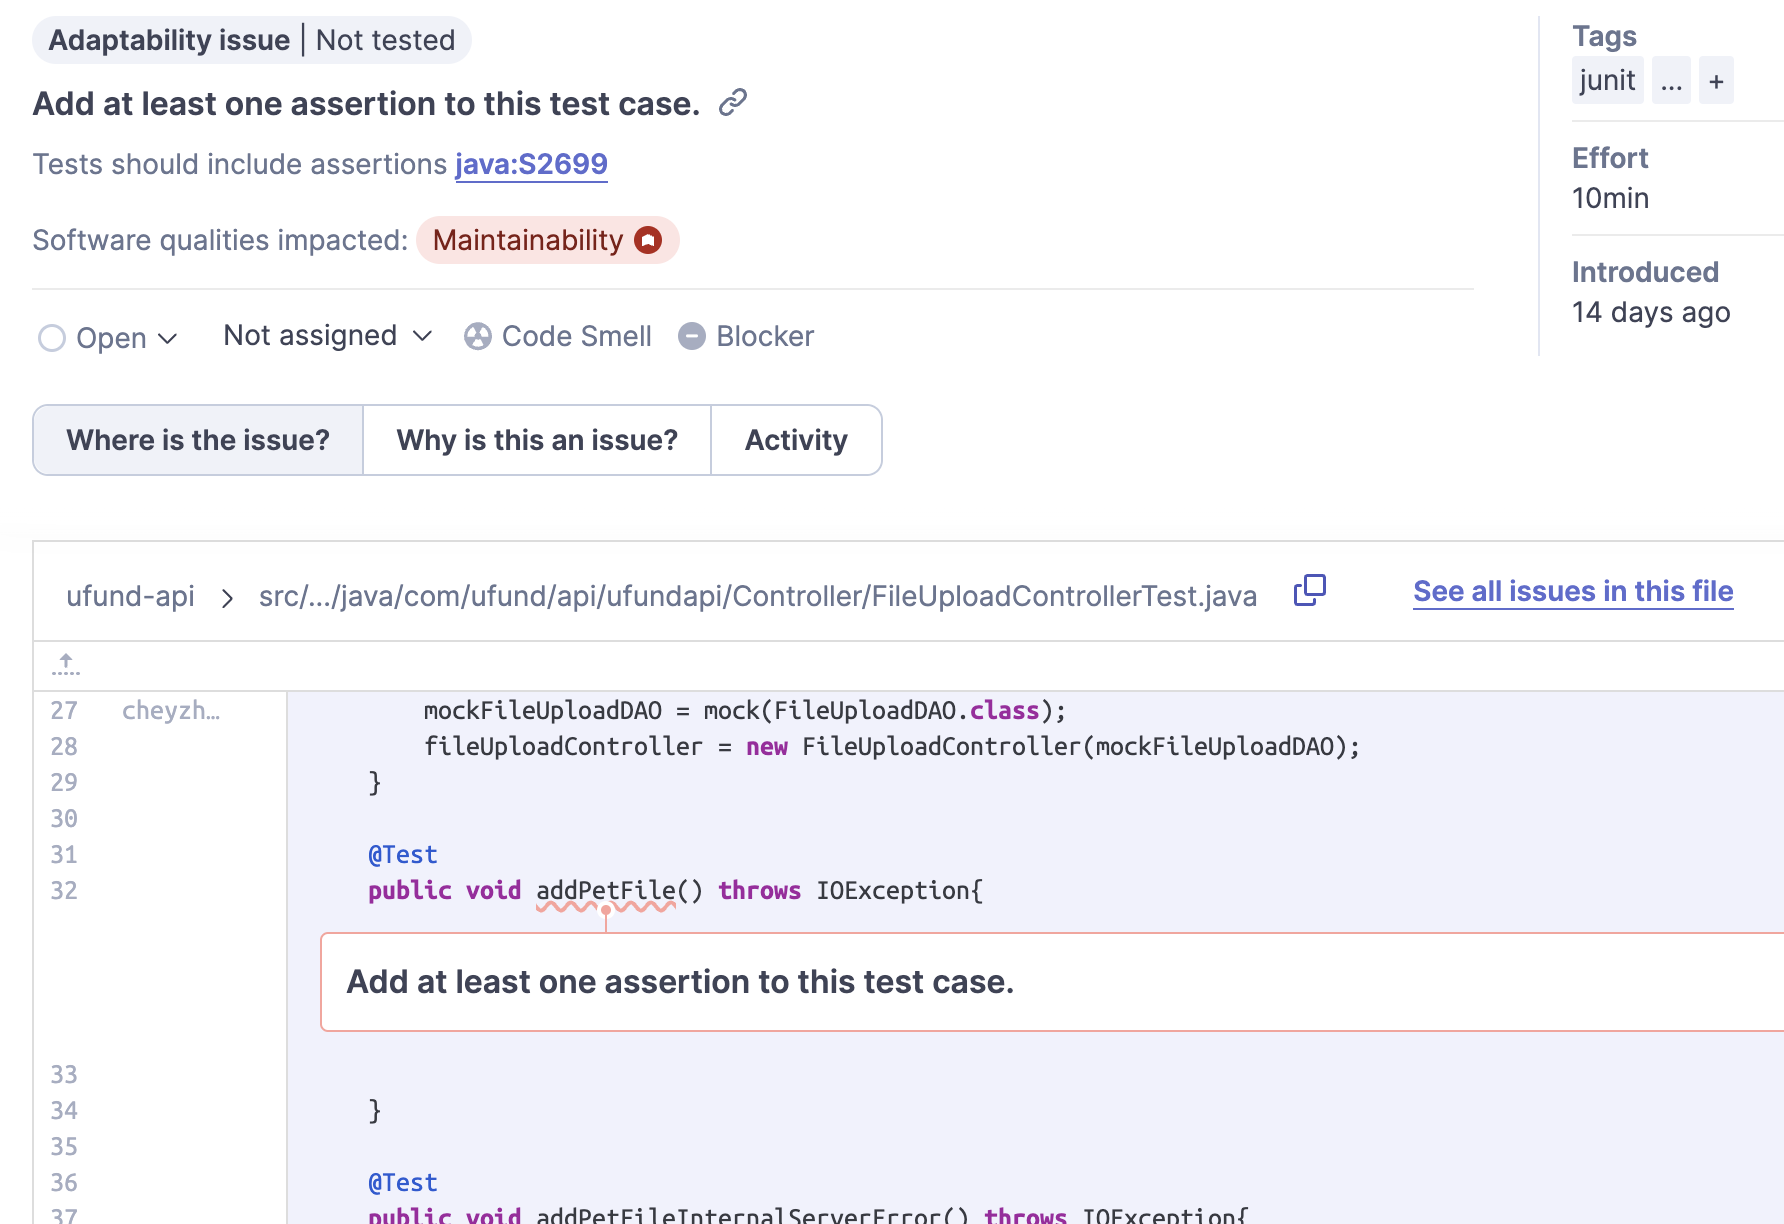 Adaptability issue | Not tested
Add at least one assertion to this test case.
Tests should include assertions java:S2699
Software qualities impacted: Maintainability
Open Not assigned Code Smell Blocker
Where is the issue? Why is this an issue? Activity
Tags
junit ... +
Effort
10min
Introduced
14 days ago
ufund-api > src/.../java/com/ufund/api/ufundapi/Controller/FileUploadControllerTest.java See all issues in this file
27 cheyzh... mockFileUploadDAO = mock(FileUploadDAO.class);
28 fileUploadController = new FileUploadController(mockFileUploadDAO);
29 }
30
31 @Test
32 public void addPetFile() throws IOException{
Add at least one assertion to this test case.
33
34 }
35
36 @Test
37 public void addPetFileInternalServerError() throws IOException{